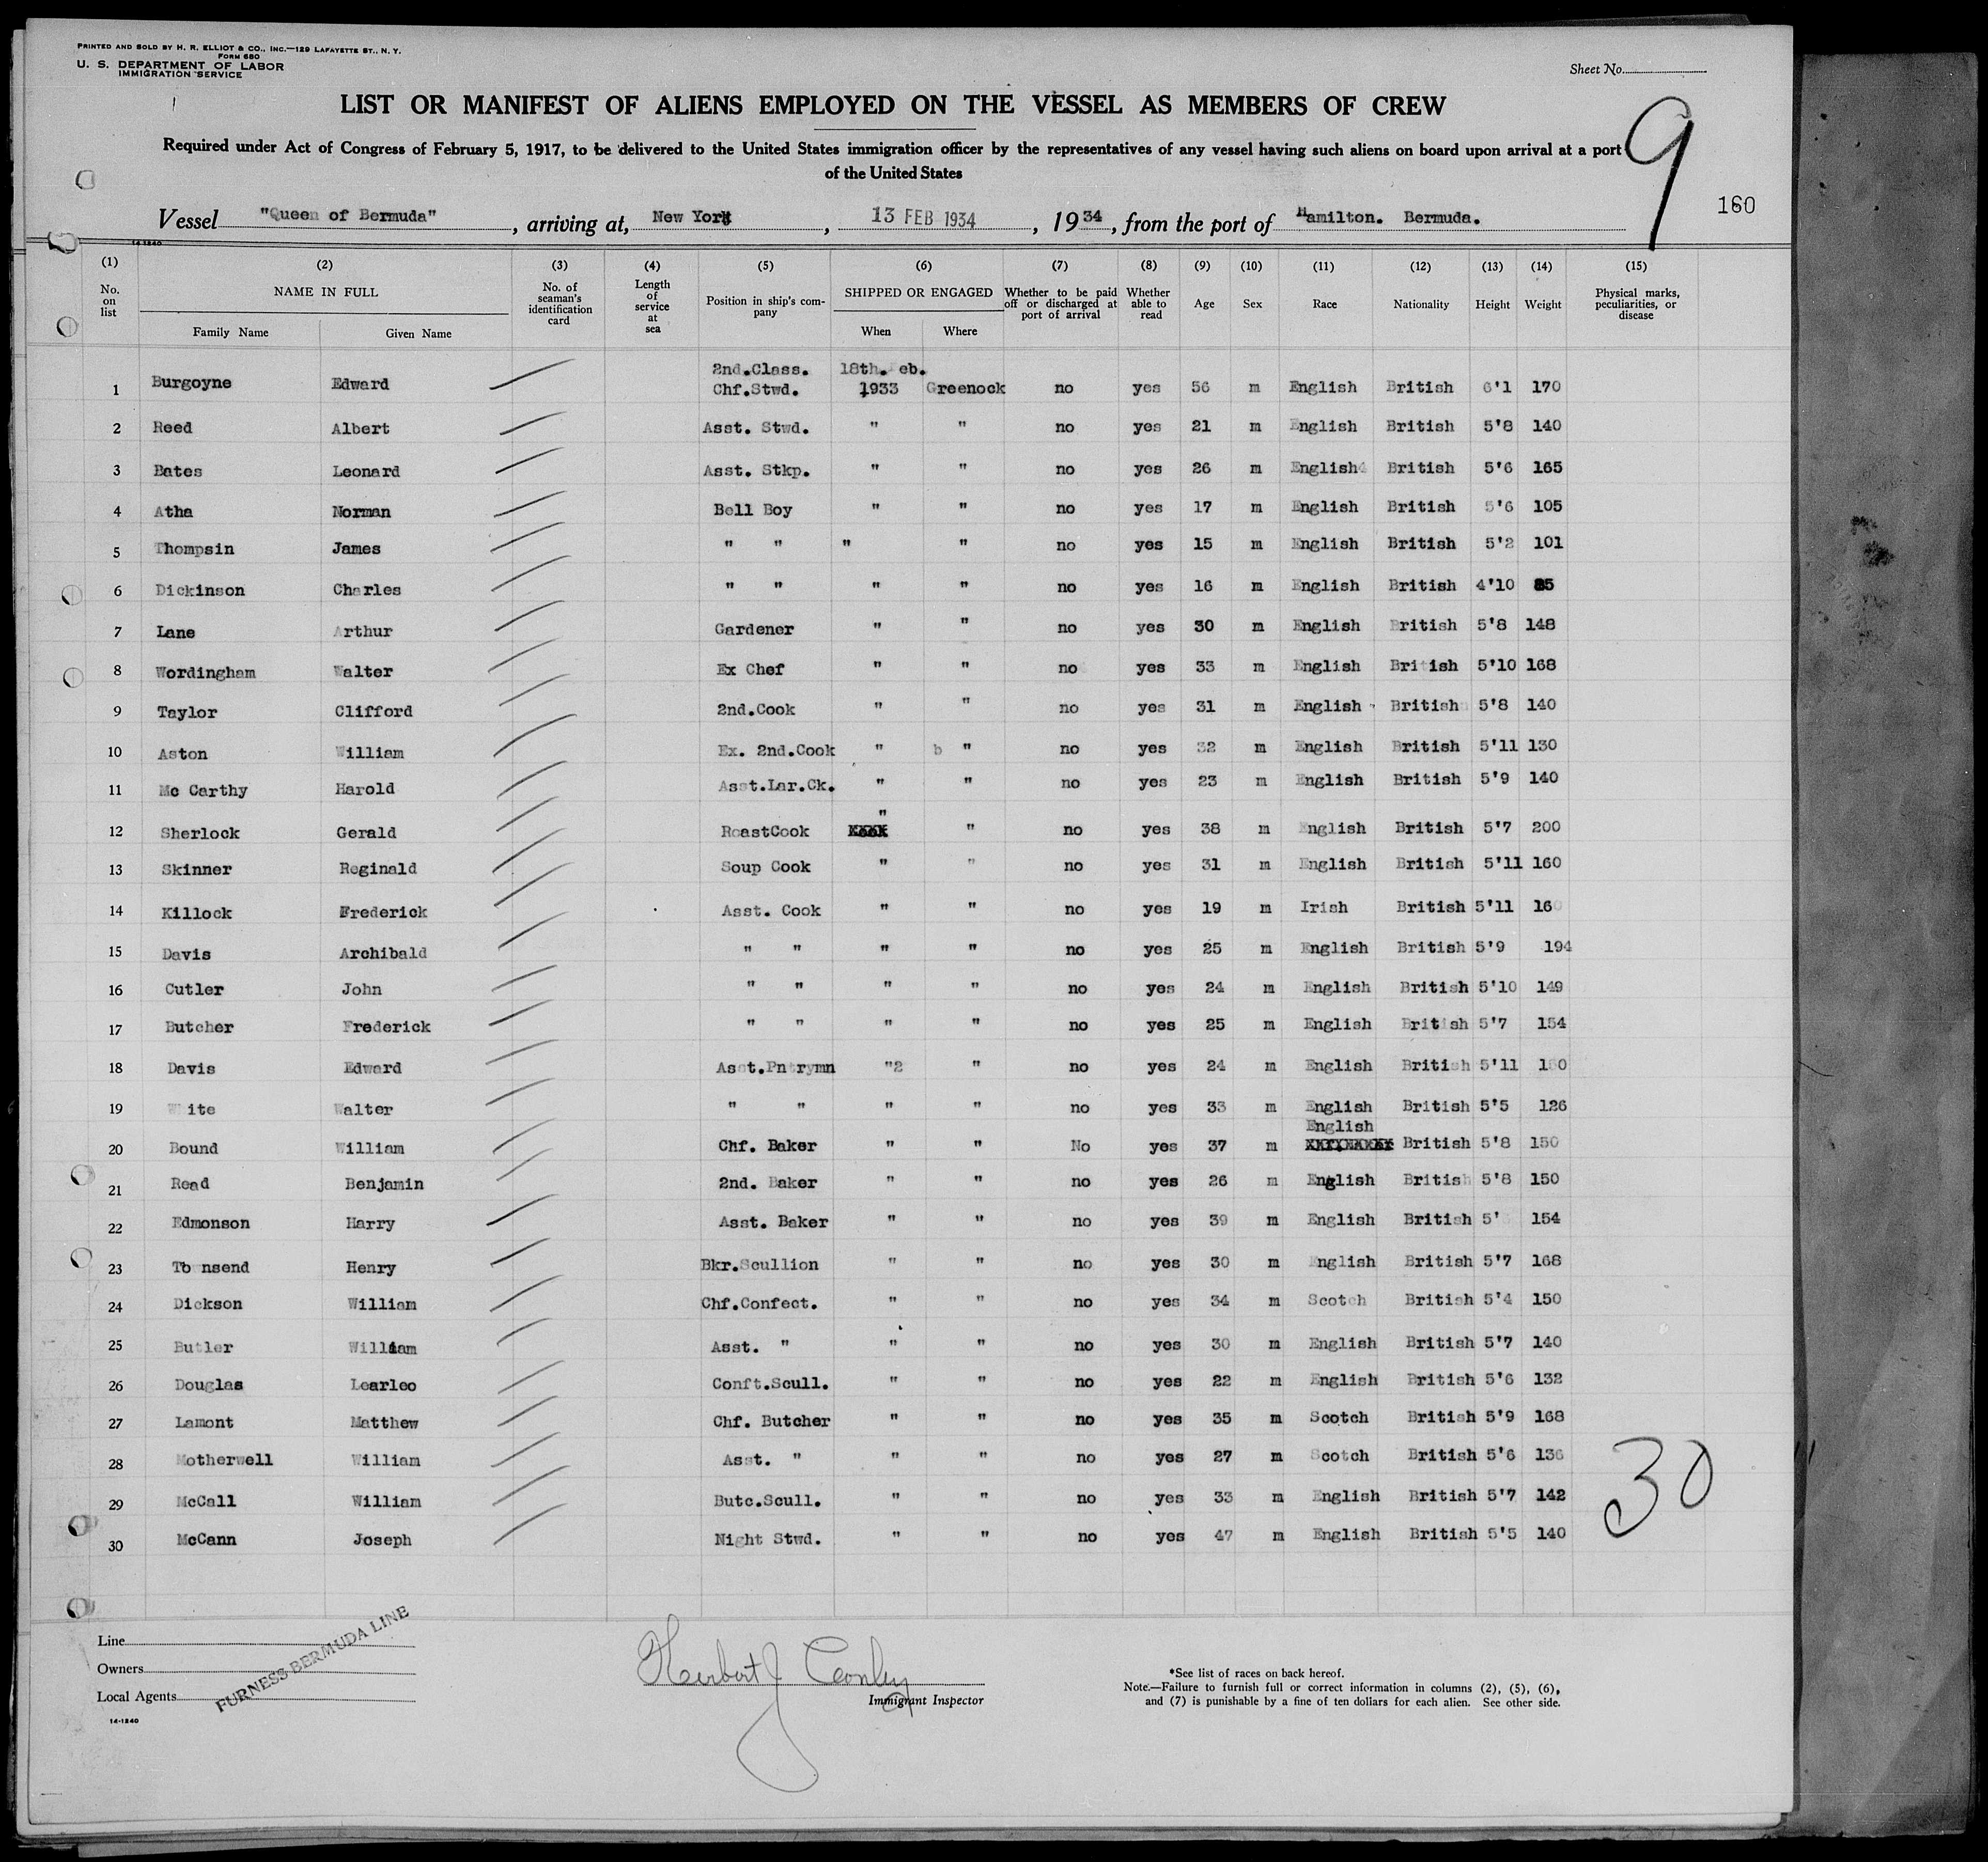 PRINTED AND SOLD BY H. R. ELLIOT & CO., INC.—129 LAFAYETTE ST., N. Y.
FORM 680
U. S. DEPARTMENT OF LABOR
IMMIGRATION SERVICE
Sheet No.
LIST OR MANIFEST OF ALIENS EMPLOYED ON THE VESSEL AS MEMBERS OF CREW
Required under Act of Congress of February 5, 1917, to be delivered to the United States immigration officer by the representatives of any vessel having such aliens on board upon arrival at a port
of the United States
9
160
Vessel "Queen of Bermuda", arriving at, New York, 13 FEB 1934, 1934, from the port of Hamilton. Bermuda.
14-1240
(1) (2) (3) (4) (5) (6) (7) (8) (9) (10) (11) (12) (13) (14) (15)
No. on list NAME IN FULL Family Name Given Name No. of seaman's identification card Length of service at sea Position in ship's company SHIPPED OR ENGAGED When Where Whether to be paid off or discharged at port of arrival Whether able to read Age Sex Race Nationality Height Weight Physical marks, peculiarities, or disease
1 Burgoyne Edward 2nd.Class. Chf.Stwd. 18th. eb. 1933 Greenock no yes 56 m English British 6'1 170
2 Reed Albert Asst. Stwd. " " no yes 21 m English British 5'8 140
3 Bates Leonard Asst. Stkp. " " no yes 26 m English British 5'6 165
4 Atha Norman Bell Boy " " no yes 17 m English British 5'6 105
5 Thompsin James " " " " no yes 15 m English British 5'2 101
6 Dickinson Charles " " " " no yes 16 m English British 4'10 85
7 Lane Arthur Gardener " " no yes 30 m English British 5'8 148
8 Wordingham Walter Ex Chef " " no yes 33 m English British 5'10 168
9 Taylor Clifford 2nd.Cook " " no yes 31 m English British 5'8 140
10 Aston William Ex. 2nd.Cook " b " no yes 32 m English British 5'11 130
11 Mc Carthy Harold Asst.Lar.Ck. " " no yes 23 m English British 5'9 140
12 Sherlock Gerald RoastCook " " no yes 38 m English British 5'7 200
13 Skinner Reginald Soup Cook " " no yes 31 m English British 5'11 160
14 Killock Frederick Asst. Cook " " no yes 19 m Irish British 5'11 160
15 Davis Archibald " " " " no yes 25 m English British 5'9 194
16 Cutler John " " " " no yes 24 m English British 5'10 149
17 Butcher Frederick " " " " no yes 25 m English British 5'7 154
18 Davis Edward Asst.Pntrymn "2 " no yes 24 m English British 5'11
19 W ite Walter " " " " no yes 33 m English British 5'5 126
20 Bound William Chf. Baker " " No yes 37 m English British 5'8 150
21 Read Benjamin 2nd. Baker " " no yes 26 m English British 5'8 150
22 Edmonson Harry Asst. Baker " " no yes 39 m English British 5' 154
23 To nsend Henry Bkr.Scullion " " no yes 30 m English British 5'7 168
24 Dickson William Chf.Confect. " " no yes 34 m Scotch British 5'4 150
25 Butler William Asst. " " " no yes 30 m English British 5'7 140
26 Douglas Learleo Conft.Scull. " " no yes 22 m English British 5'6 132
27 Lamont Matthew Chf. Butcher " " no yes 35 m Scotch British 5'9 168
28 Motherwell William Asst. " " " no yes 27 m Scotch British 5'6 136
29 McCall William Butc.Scull. " " no yes 33 m English British 5'7 142
30 McCann Joseph Night Stwd. " " no yes 47 m English British 5'5 140
30
Line
Owners
Local Agents
FURNESS BERMUDA LINE
14-1240
Herbert J Conley
Immigrant Inspector
*See list of races on back hereof.
Note.—Failure to furnish full or correct information in columns (2), (5), (6),
and (7) is punishable by a fine of ten dollars for each alien. See other side.